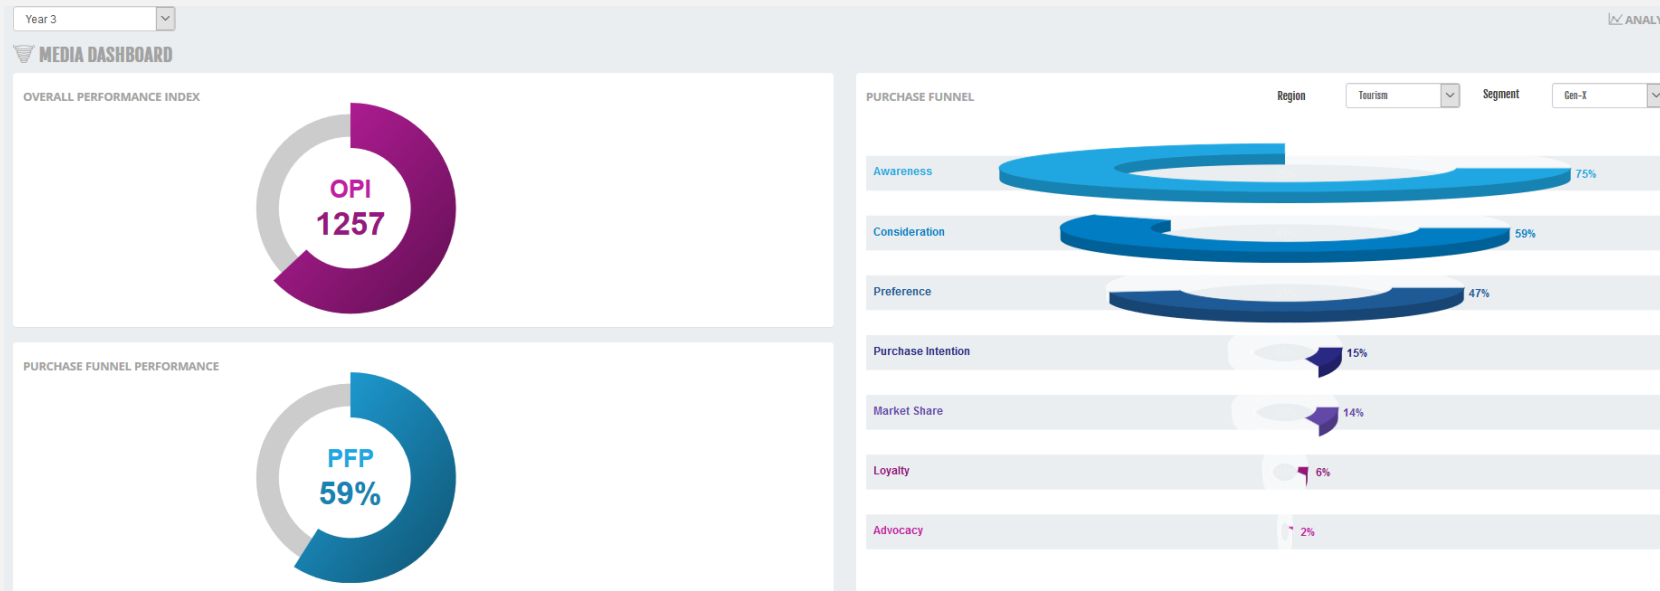 Year 3
ANALY
MEDIA DASHBOARD
OVERALL PERFORMANCE INDEX
OPI
1257
PURCHASE FUNNEL PERFORMANCE
PFP
59%
PURCHASE FUNNEL
Region
Tourism
Segment
Gen-X
Awareness
75%
Consideration
59%
Preference
47%
Purchase Intention
15%
Market Share
14%
Loyalty
6%
Advocacy
2%